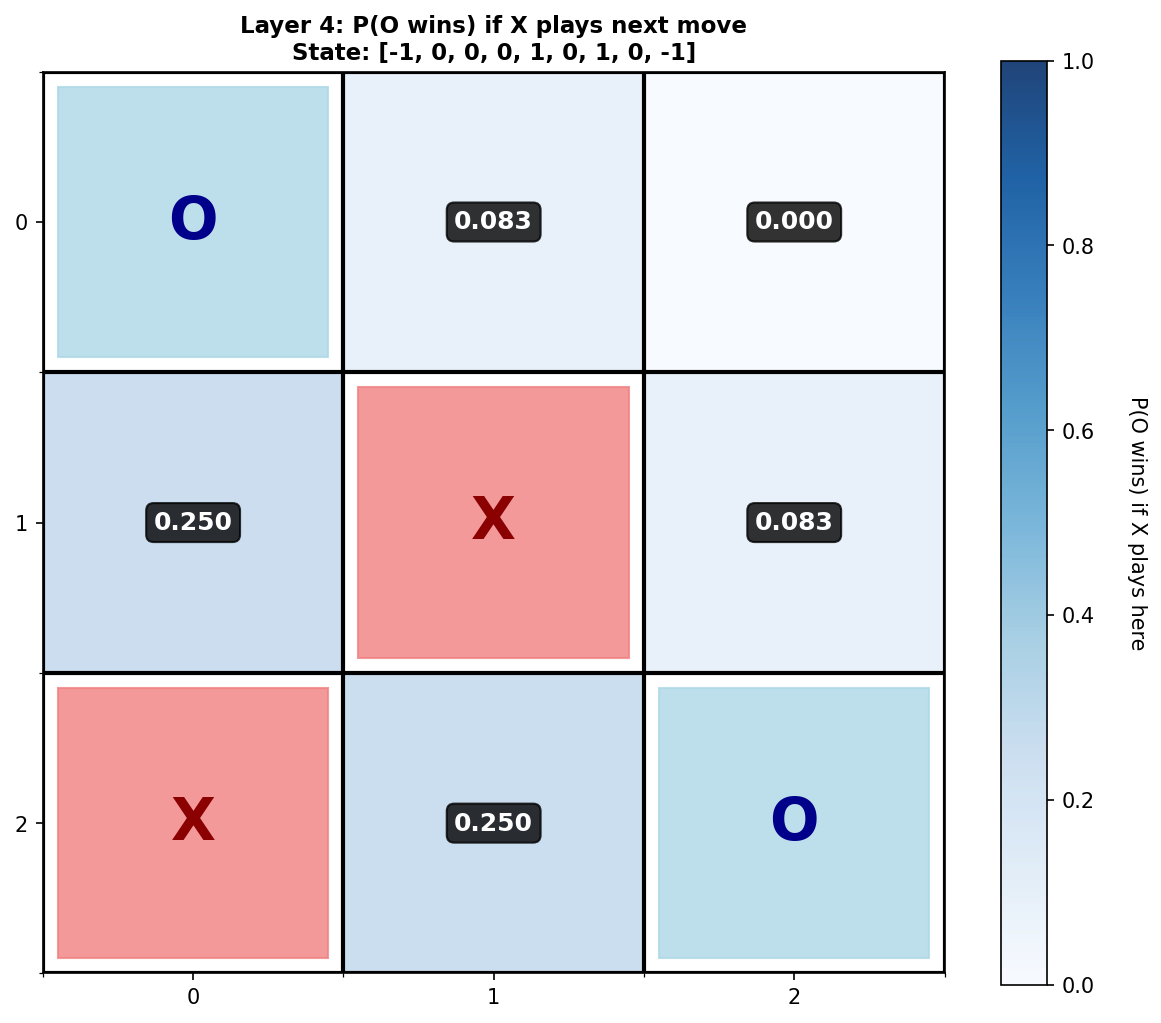 Layer 4: P(O wins) if X plays next move
State: [-1, 0, 0, 0, 1, 0, 1, 0, -1]
0
O
0.083
0.000
1
0.250
X
0.083
2
X
0.250
O
0
1
2
1.0
0.8
0.6
0.4
0.2
0.0
P(O wins) if X plays here